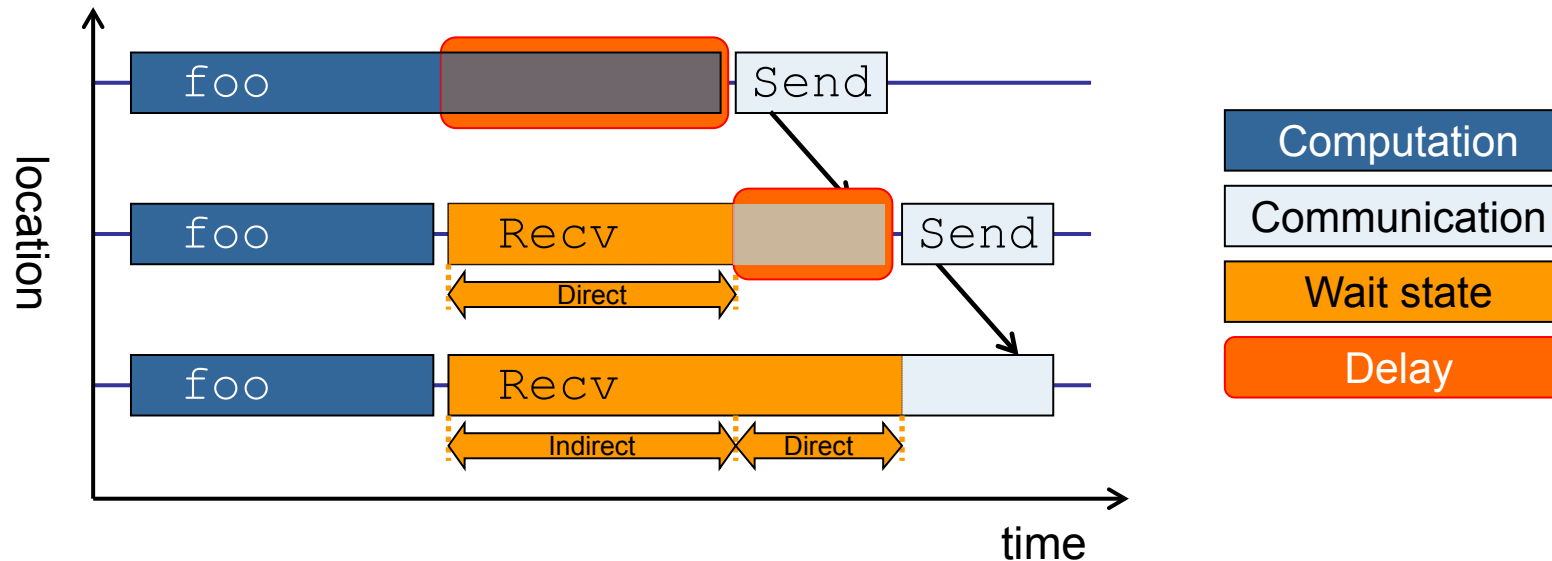 foo
Send
foo
Recv
Send
Direct
foo
Recv
Indirect
Direct
location
time
Computation
Communication
Wait state
Delay